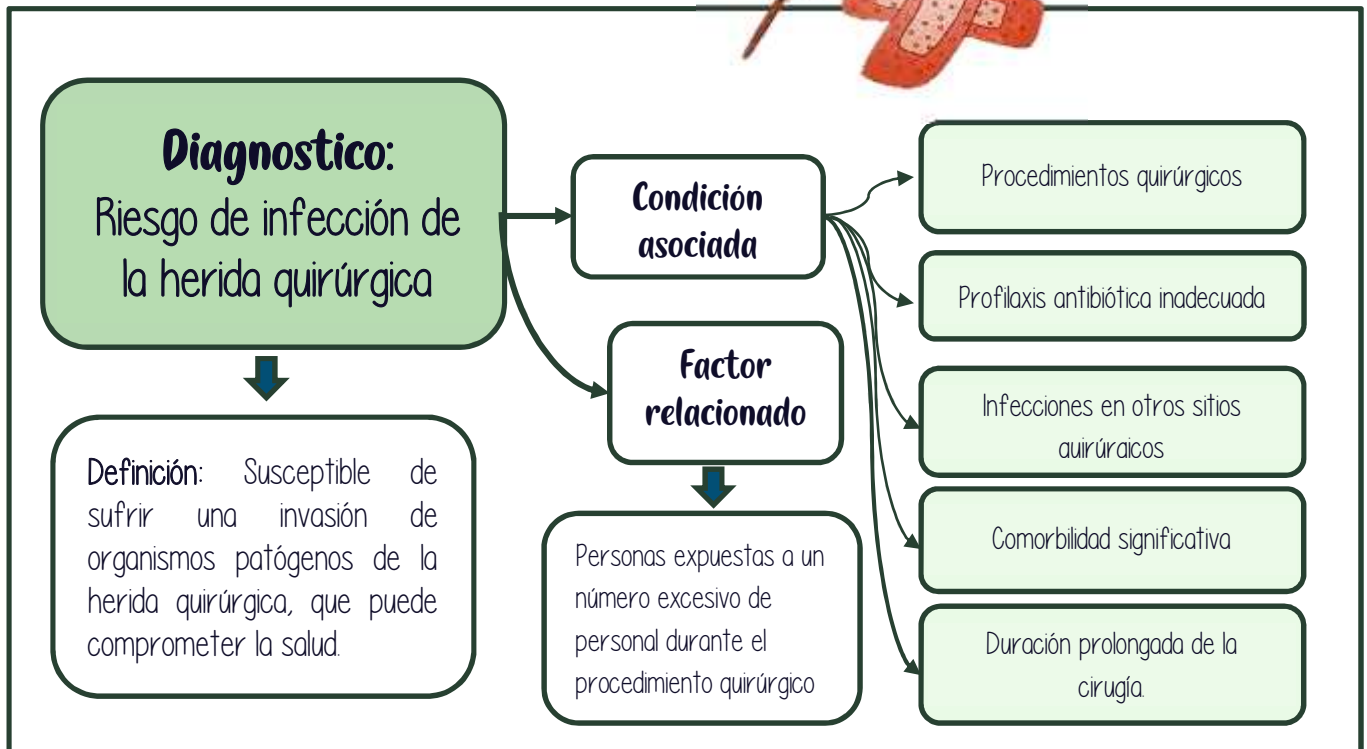 Diagnostico:
Riesgo de infección de
la herida quirúrgica
Definición: Susceptible de
sufrir una invasión de
organismos patógenos de la
herida quirúrgica, que puede
comprometer la salud.
Condición
asociada
Factor
relacionado
Personas expuestas a un
número excesivo de
personal durante el
procedimiento quirúrgico
Procedimientos quirúrgicos
Profilaxis antibiótica inadecuada
Infecciones en otros sitios
quirúrgicos
Comorbilidad significativa
Duración prolongada de la
cirugía.